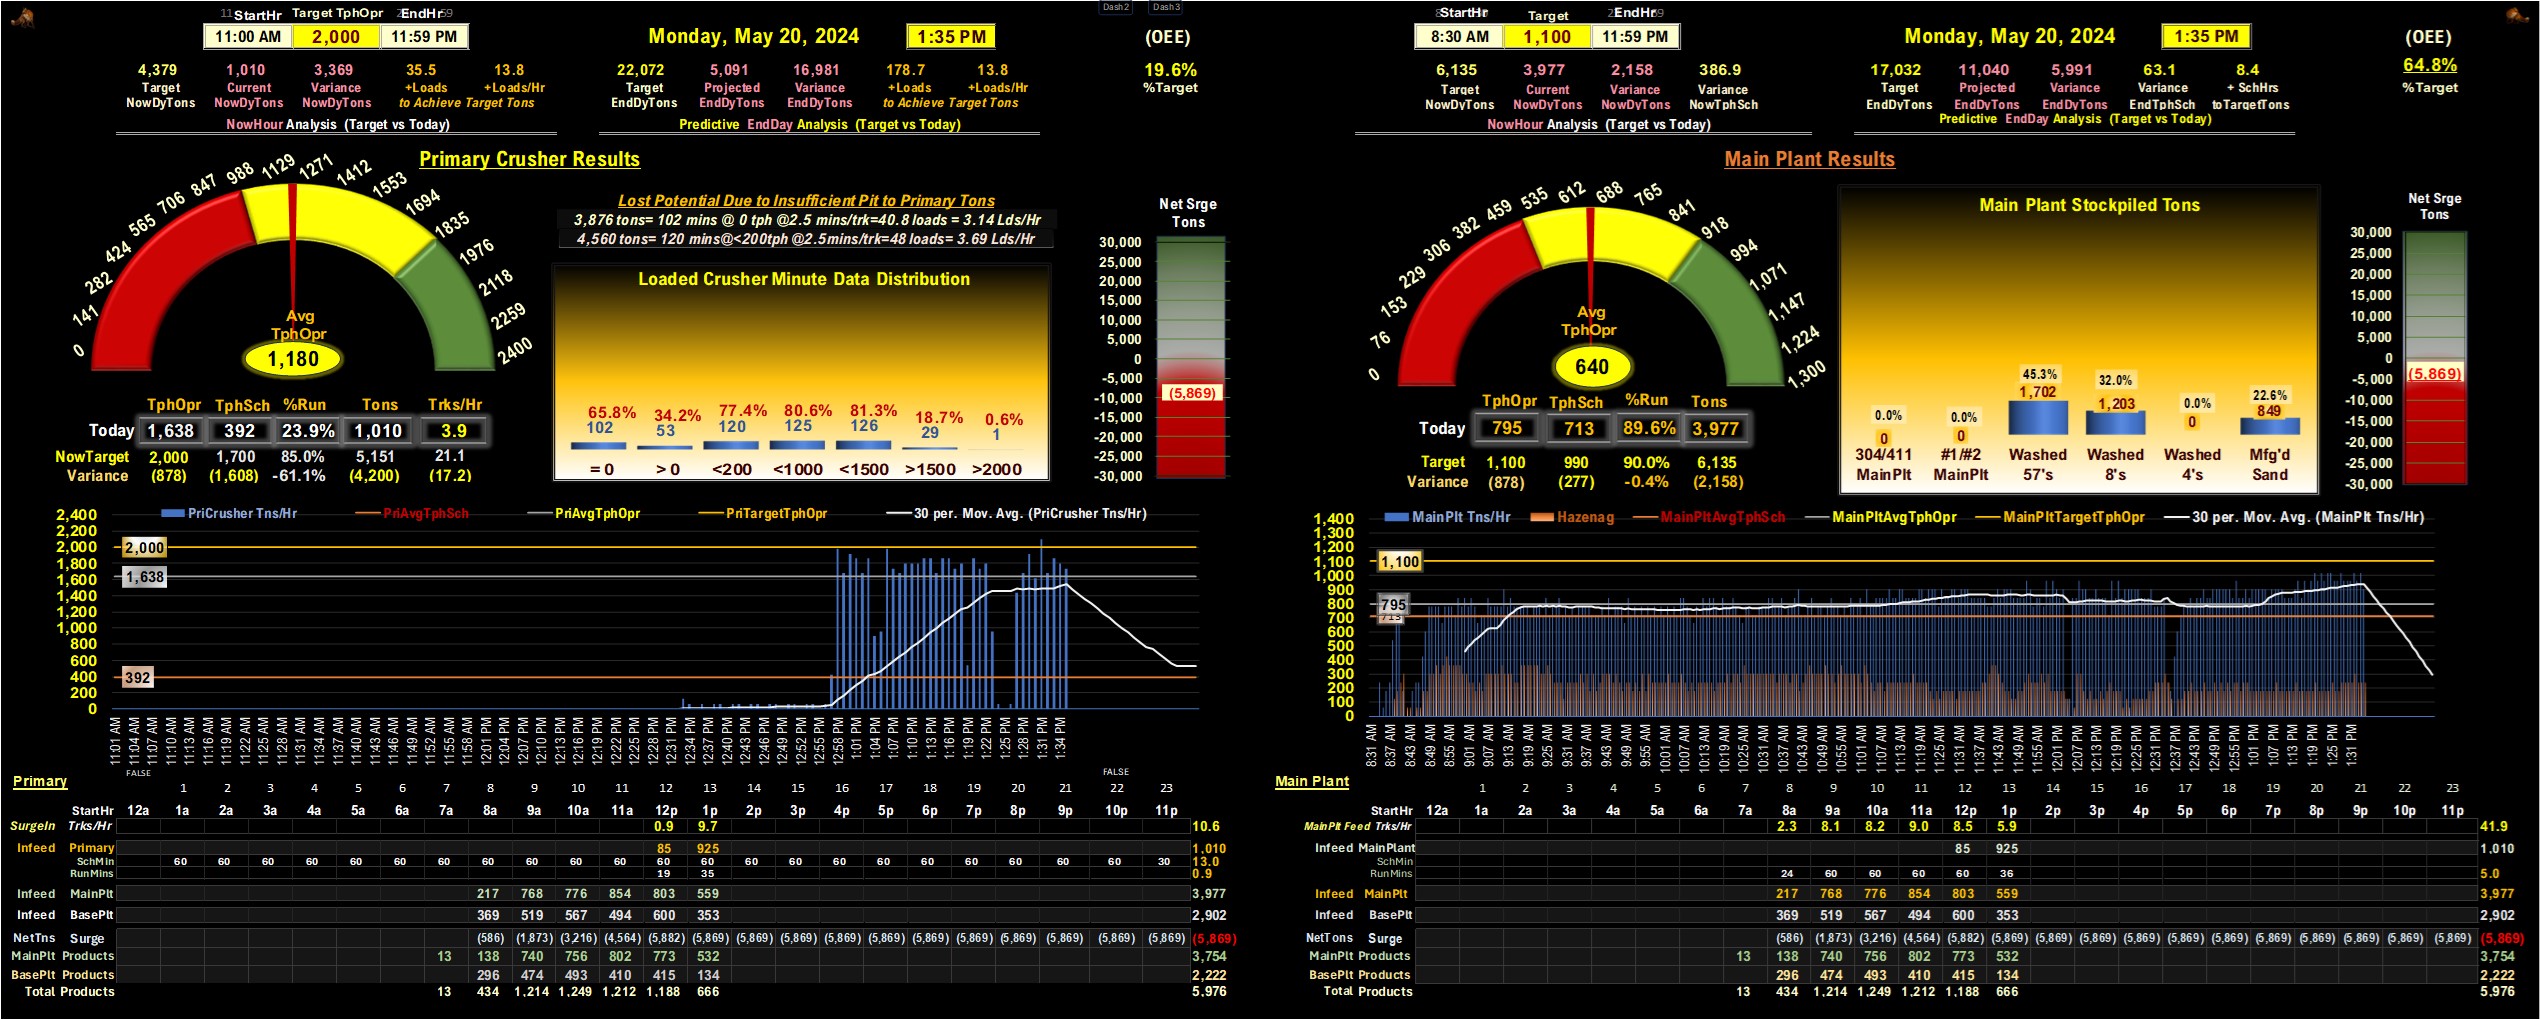 StartHr Target TphOpr EndHr
11:00 AM 2,000 11:59 PM
Monday, May 20, 2024 1:35 PM
(OEE)
19.6%
%Target
Dash2 Dash3
4,379 1,010 3,369 35.5 13.8
Target Current Variance +Loads +Loads/Hr
NowDyTons NowDyTons NowDyTons to Achieve Target Tons
NowHour Analysis (Target vs Today)
22,072 5,091 16,981 178.7 13.8
Target Projected Variance +Loads +Loads/Hr
EndDyTons EndDyTons EndDyTons to Achieve Target Tons
Predictive EndDay Analysis (Target vs Today)
Primary Crusher Results
0 141 282 424 565 706 847 988 1129 1271 1412 1553 1694 1835 1976 2118 2259 2400
Avg
TphOpr
1,180
TphOpr TphSch %Run Tons Trks/Hr
Today 1,638 392 23.9% 1,010 3.9
NowTarget 2,000 1,700 85.0% 5,151 21.1
Variance (878) (1,608) -61.1% (4,200) (17.2)
Lost Potential Due to Insufficient Pit to Primary Tons
3,876 tons= 102 mins @ 0 tph @2.5 mins/trk=40.8 loads = 3.14 Lds/Hr
4,560 tons= 120 mins@<200tph @2.5mins/trk=48 loads= 3.69 Lds/Hr
Loaded Crusher Minute Data Distribution
65.8% 34.2% 77.4% 80.6% 81.3% 18.7% 0.6%
102 53 120 125 126 29 1
= 0 > 0 <200 <1000 <1500 >1500 >2000
Net Srge
Tons
30,000
25,000
20,000
15,000
10,000
5,000
0
-5,000
(5,869)
-10,000
-15,000
-20,000
-25,000
-30,000
PriCrusher Tns/Hr PriAvgTphSch PriAvgTphOpr PriTargetTphOpr 30 per. Mov. Avg. (PriCrusher Tns/Hr)
2,400
2,200
2,000
1,800
1,600
1,400
1,200
1,000
800
600
400
200
0
2,000
1,638
392
11:01 AM 11:04 AM 11:07 AM 11:10 AM 11:13 AM 11:16 AM 11:19 AM 11:22 AM 11:25 AM 11:28 AM 11:31 AM 11:34 AM 11:37 AM 11:40 AM 11:43 AM 11:46 AM 11:49 AM 11:52 AM 11:55 AM 11:58 AM 12:01 PM 12:04 PM 12:07 PM 12:10 PM 12:13 PM 12:16 PM 12:19 PM 12:22 PM 12:25 PM 12:28 PM 12:31 PM 12:34 PM 12:37 PM 12:40 PM 12:43 PM 12:46 PM 12:49 PM 12:52 PM 12:55 PM 12:58 PM 1:01 PM 1:04 PM 1:07 PM 1:10 PM 1:13 PM 1:16 PM 1:19 PM 1:22 PM 1:25 PM 1:28 PM 1:31 PM 1:34 PM
FALSE FALSE
Primary 1 2 3 4 5 6 7 8 9 10 11 12 13 14 15 16 17 18 19 20 21 22 23
StartHr 12a 1a 2a 3a 4a 5a 6a 7a 8a 9a 10a 11a 12p 1p 2p 3p 4p 5p 6p 7p 8p 9p 10p 11p
SurgeIn Trks/Hr 0.9 9.7 10.6
Infeed Primary 85 925 1,010
SchMin 60 60 60 60 60 60 60 60 60 60 60 60 60 60 60 60 60 60 60 60 60 60 30 13.0
RunMins 19 35 0.9
Infeed MainPlt 217 768 776 854 803 559 3,977
Infeed BasePlt 369 519 567 494 600 353 2,902
NetTns Surge (586) (1,873) (3,216) (4,564) (5,882) (5,869) (5,869) (5,869) (5,869) (5,869) (5,869) (5,869) (5,869) (5,869) (5,869) (5,869) (5,869)
MainPlt Products 13 138 740 756 802 773 532 3,754
BasePlt Products 296 474 493 410 415 134 2,222
Total Products 13 434 1,214 1,249 1,212 1,188 666 5,976
StartHr Target EndHr
8:30 AM 1,100 11:59 PM
Monday, May 20, 2024 1:35 PM
(OEE)
64.8%
%Target
6,135 3,977 2,158 386.9
Target Current Variance Variance
NowDyTons NowDyTons NowDyTons NowTphSch
NowHour Analysis (Target vs Today)
17,032 11,040 5,991 63.1 8.4
Target Projected Variance Variance + SchHrs
EndDyTons EndDyTons EndDyTons EndTphSch toTargetTons
Predictive EndDay Analysis (Target vs Today)
Main Plant Results
0 76 153 229 306 382 459 535 612 688 765 841 918 994 1,071 1,147 1,224 1,300
Avg
TphOpr
640
TphOpr TphSch %Run Tons
Today 795 713 89.6% 3,977
Target 1,100 990 90.0% 6,135
Variance (878) (277) -0.4% (2,158)
Main Plant Stockpiled Tons
0.0% 0.0% 45.3% 32.0% 0.0% 22.6%
0 0 1,702 1,203 0 849
304/411 #1/#2 Washed Washed Washed Mfg'd
MainPlt MainPlt 57's 8's 4's Sand
Net Srge
Tons
30,000
25,000
20,000
15,000
10,000
5,000
0
(5,869)
-5,000
-10,000
-15,000
-20,000
-25,000
-30,000
MainPlt Tns/Hr Hazenag MainPltAvgTphSch MainPltAvgTphOpr MainPltTargetTphOpr 30 per. Mov. Avg. (MainPlt Tns/Hr)
1,400
1,300
1,200
1,100
1,000
900
800
700
600
500
400
300
200
100
0
1,100
795
713
8:31 AM 8:37 AM 8:43 AM 8:49 AM 8:55 AM 9:01 AM 9:07 AM 9:13 AM 9:19 AM 9:25 AM 9:31 AM 9:37 AM 9:43 AM 9:49 AM 9:55 AM 10:01 AM 10:07 AM 10:13 AM 10:19 AM 10:25 AM 10:31 AM 10:37 AM 10:43 AM 10:49 AM 10:55 AM 11:01 AM 11:07 AM 11:13 AM 11:19 AM 11:25 AM 11:31 AM 11:37 AM 11:43 AM 11:49 AM 11:55 AM 12:01 PM 12:07 PM 12:13 PM 12:19 PM 12:25 PM 12:31 PM 12:37 PM 12:43 PM 12:49 PM 12:55 PM 1:01 PM 1:07 PM 1:13 PM 1:19 PM 1:25 PM 1:31 PM
Main Plant 1 2 3 4 5 6 7 8 9 10 11 12 13 14 15 16 17 18 19 20 21 22 23
StartHr 12a 1a 2a 3a 4a 5a 6a 7a 8a 9a 10a 11a 12p 1p 2p 3p 4p 5p 6p 7p 8p 9p 10p 11p
MainPlt Feed Trks/Hr 2.3 8.1 8.2 9.0 8.5 5.9 41.9
Infeed MainPlant 85 925 1,010
SchMin
RunMins 24 60 60 60 60 36 5.0
Infeed MainPlt 217 768 776 854 803 559 3,977
Infeed BasePlt 369 519 567 494 600 353 2,902
NetTons Surge (586) (1,873) (3,216) (4,564) (5,882) (5,869) (5,869) (5,869) (5,869) (5,869) (5,869) (5,869) (5,869) (5,869) (5,869) (5,869) (5,869)
MainPlt Products 13 138 740 756 802 773 532 3,754
BasePlt Products 296 474 493 410 415 134 2,222
Total Products 13 434 1,214 1,249 1,212 1,188 666 5,976